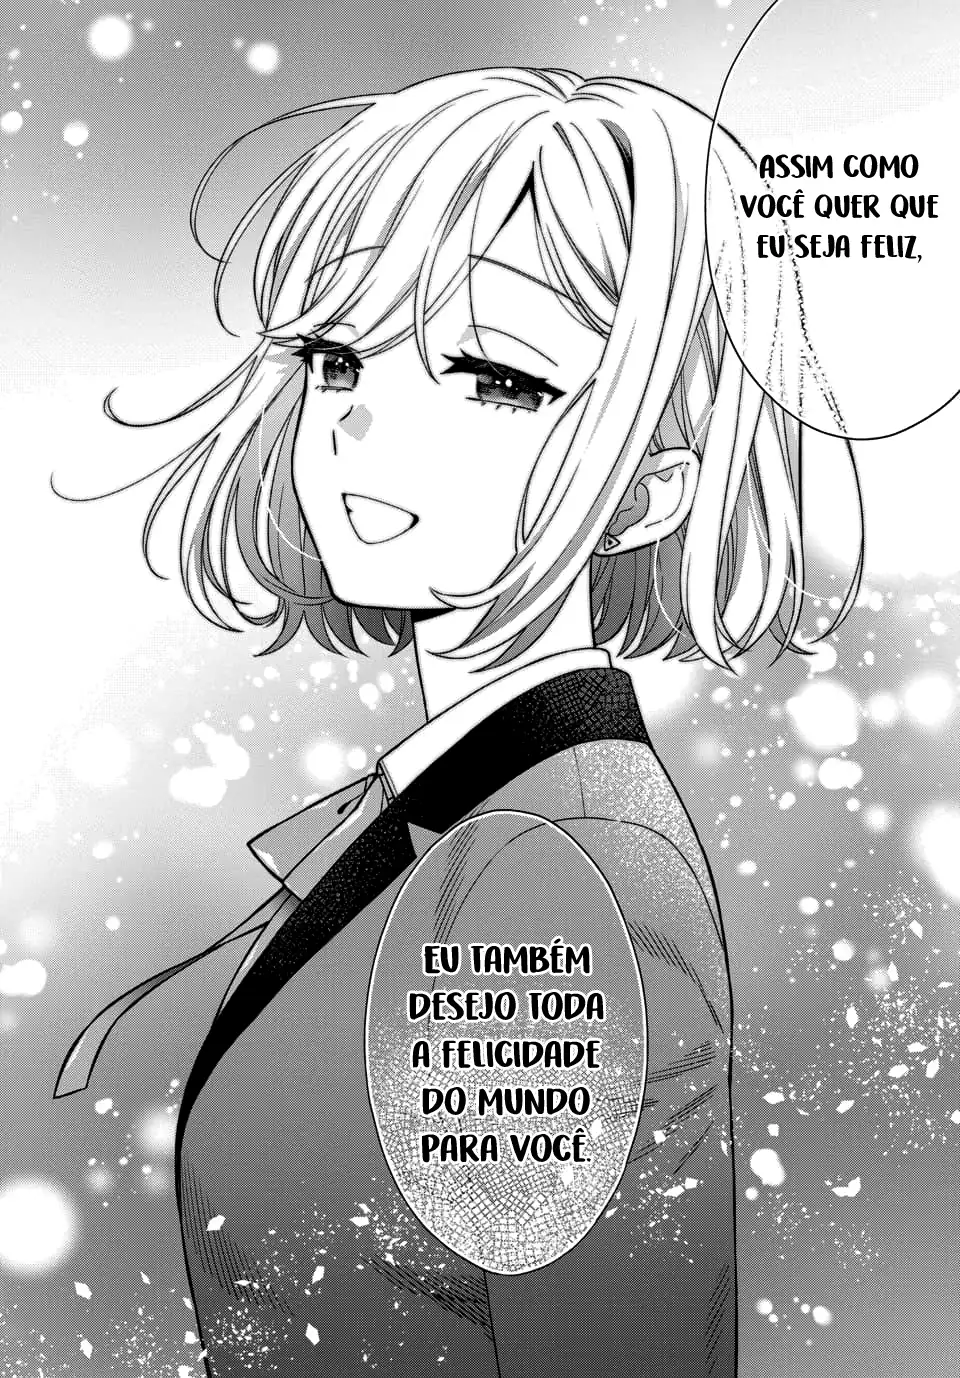 ASSIM COMO
VOCÊ QUER QUE
EU SEJA FELIZ,
EU TAMBÉM
DESEJO TODA
A FELICIDADE
DO MUNDO
PARA VOCÊ.